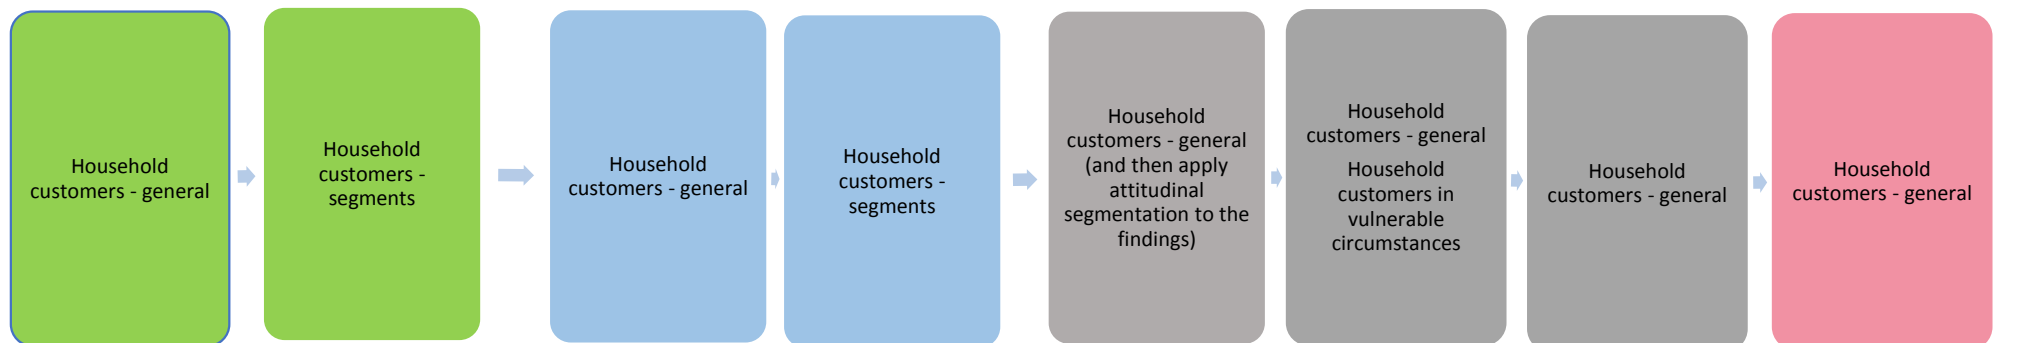 Household
customers - general
Household
customers -
segments
Household
customers - general
Household
customers -
segments
Household
customers - general
(and then apply
attitudinal
segmentation to the
findings)
Household
customers - general
Household
customers in
vulnerable
circumstances
Household
customers - general
Household
customers - general